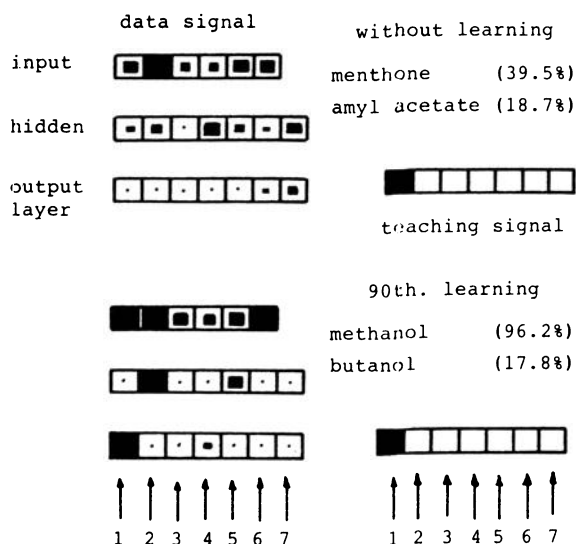 data signal
without learning
input
menthone (39.5%)
amyl acetate (18.7%)
hidden
output
layer
teaching signal
90th. learning
methanol (96.2%)
butanol (17.8%)
1 2 3 4 5 6 7
1 2 3 4 5 6 7